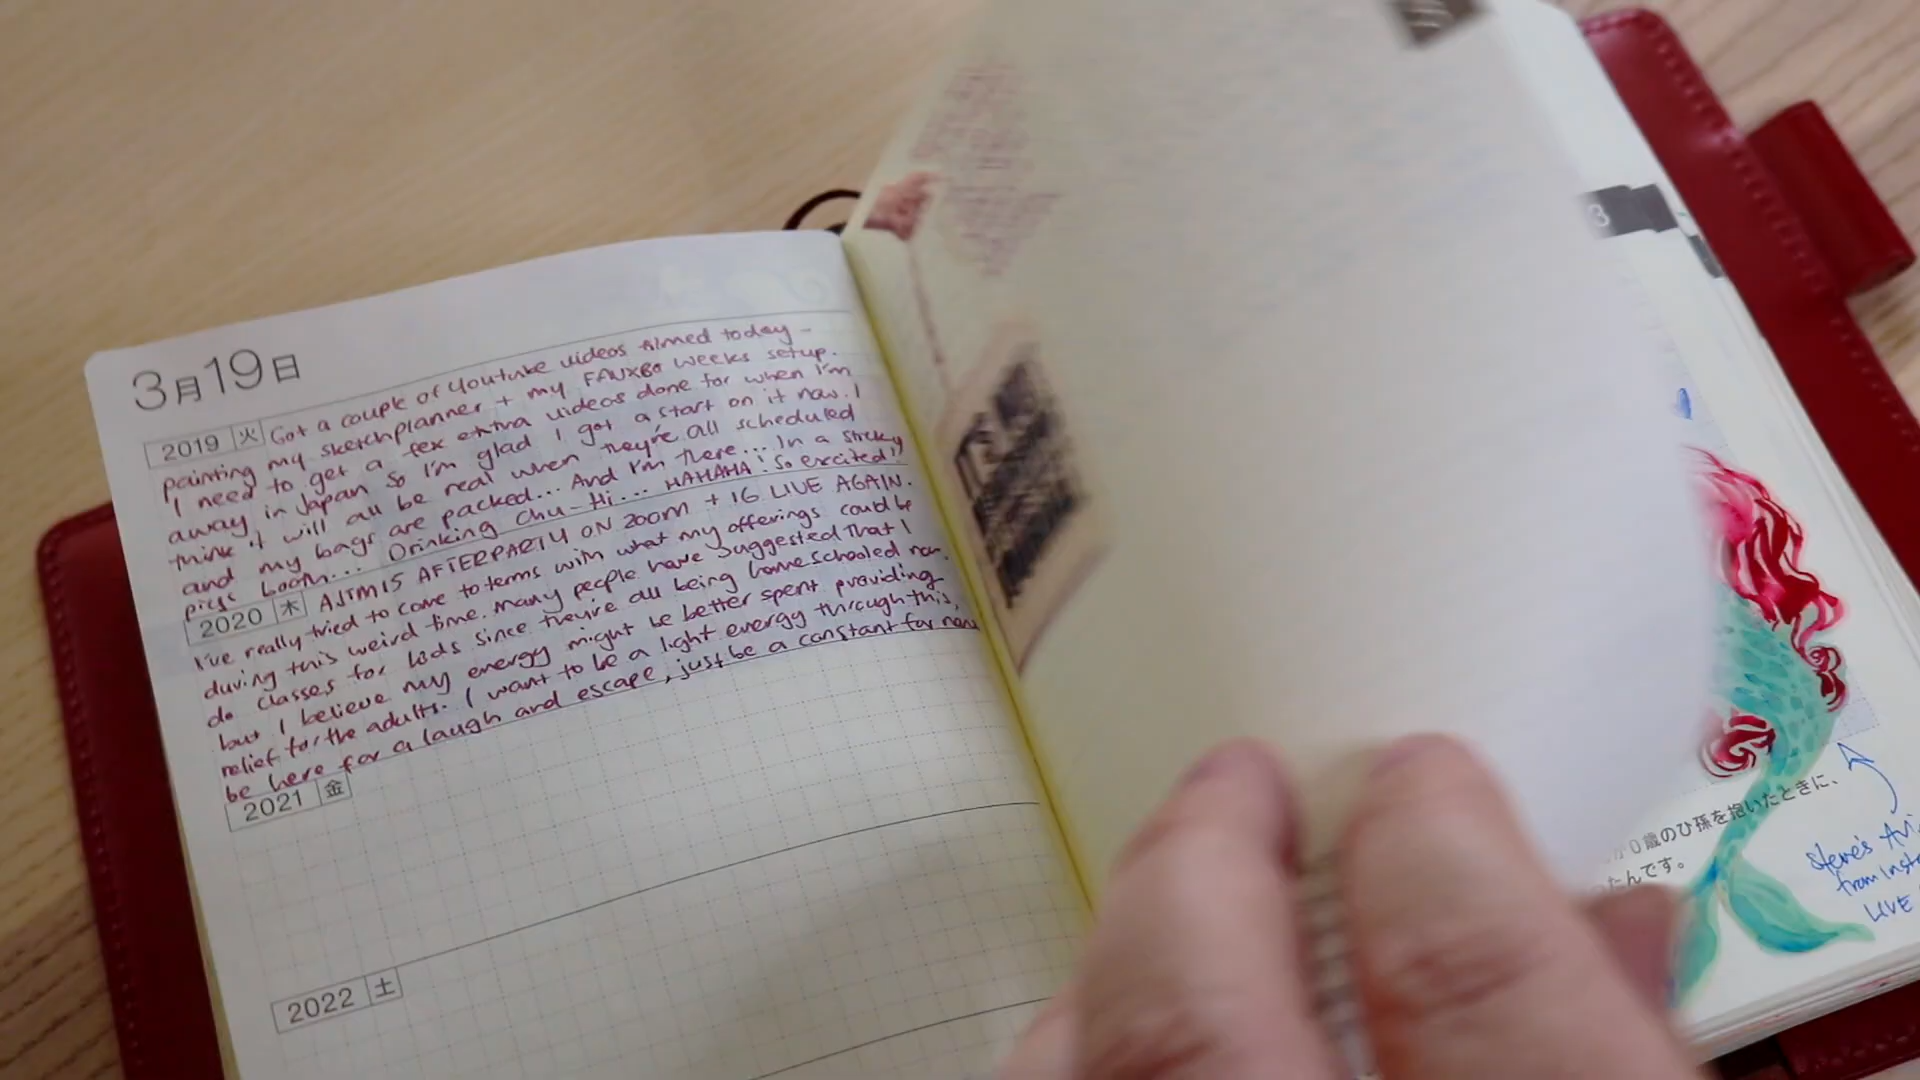 3月19日
2019 火 Got a couple of Youtube videos filmed today -
painting my sketchplanner + my FAUXBO Weeks setup.
I need to get a few extra videos done for when I'm
away in Japan so I'm glad I got a start on it now. I
think it will all be real when they're all scheduled
and my bags are packed... And I'm there... In a sticky
pics booth... Drinking Chu-Hi... HAHAHA! So excited!!
2020 木 AJTM15 AFTERPARTY ON ZOOM + IG LIVE AGAIN.
I've really tried to come to terms with what my offerings could be
during this weird time. Many people have suggested that I
do classes for kids since they're all being homeschooled now.
but I believe my energy might be better spent providing
relief for the adults. I want to be a light energy through this,
be here for a laugh and escape, just be a constant for now
2021 金
2022 土
3
0歳のひ孫を抱いたときに、
たんです。
Steve's
from
LIVE